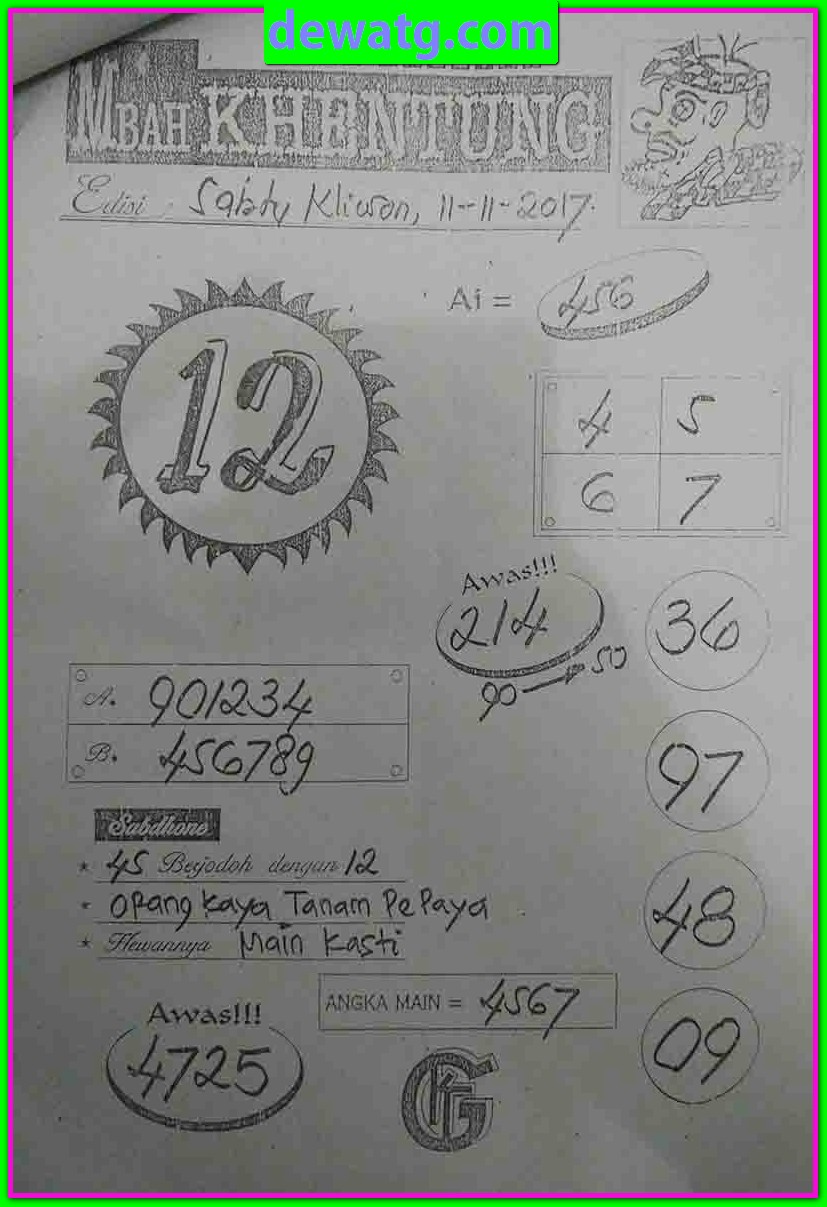 dewatg.com
MBAH KHENTUNG
Edisi : Sabtu Kliwon, 11-11-2017.
Ai = 456
12
4 5
6 7
Awas!!!
214
90 → 50
36
A. 901234
B. 456789
97
Sabdhone
* 45 Berjodoh dengan 12
* Orang kaya Tanam Pepaya
* Hewannya Main Kasti
48
ANGKA MAIN = 4567
Awas!!!
4725
09